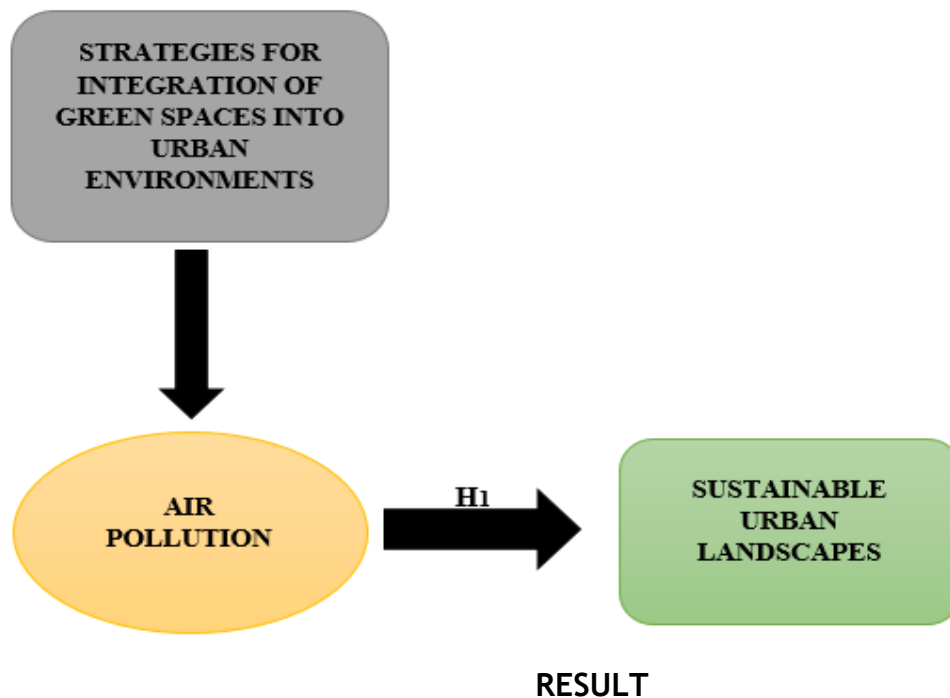 STRATEGIES FOR
INTEGRATION OF
GREEN SPACES INTO
URBAN
ENVIRONMENTS
AIR
POLLUTION
H1
SUSTAINABLE
URBAN
LANDSCAPES
RESULT